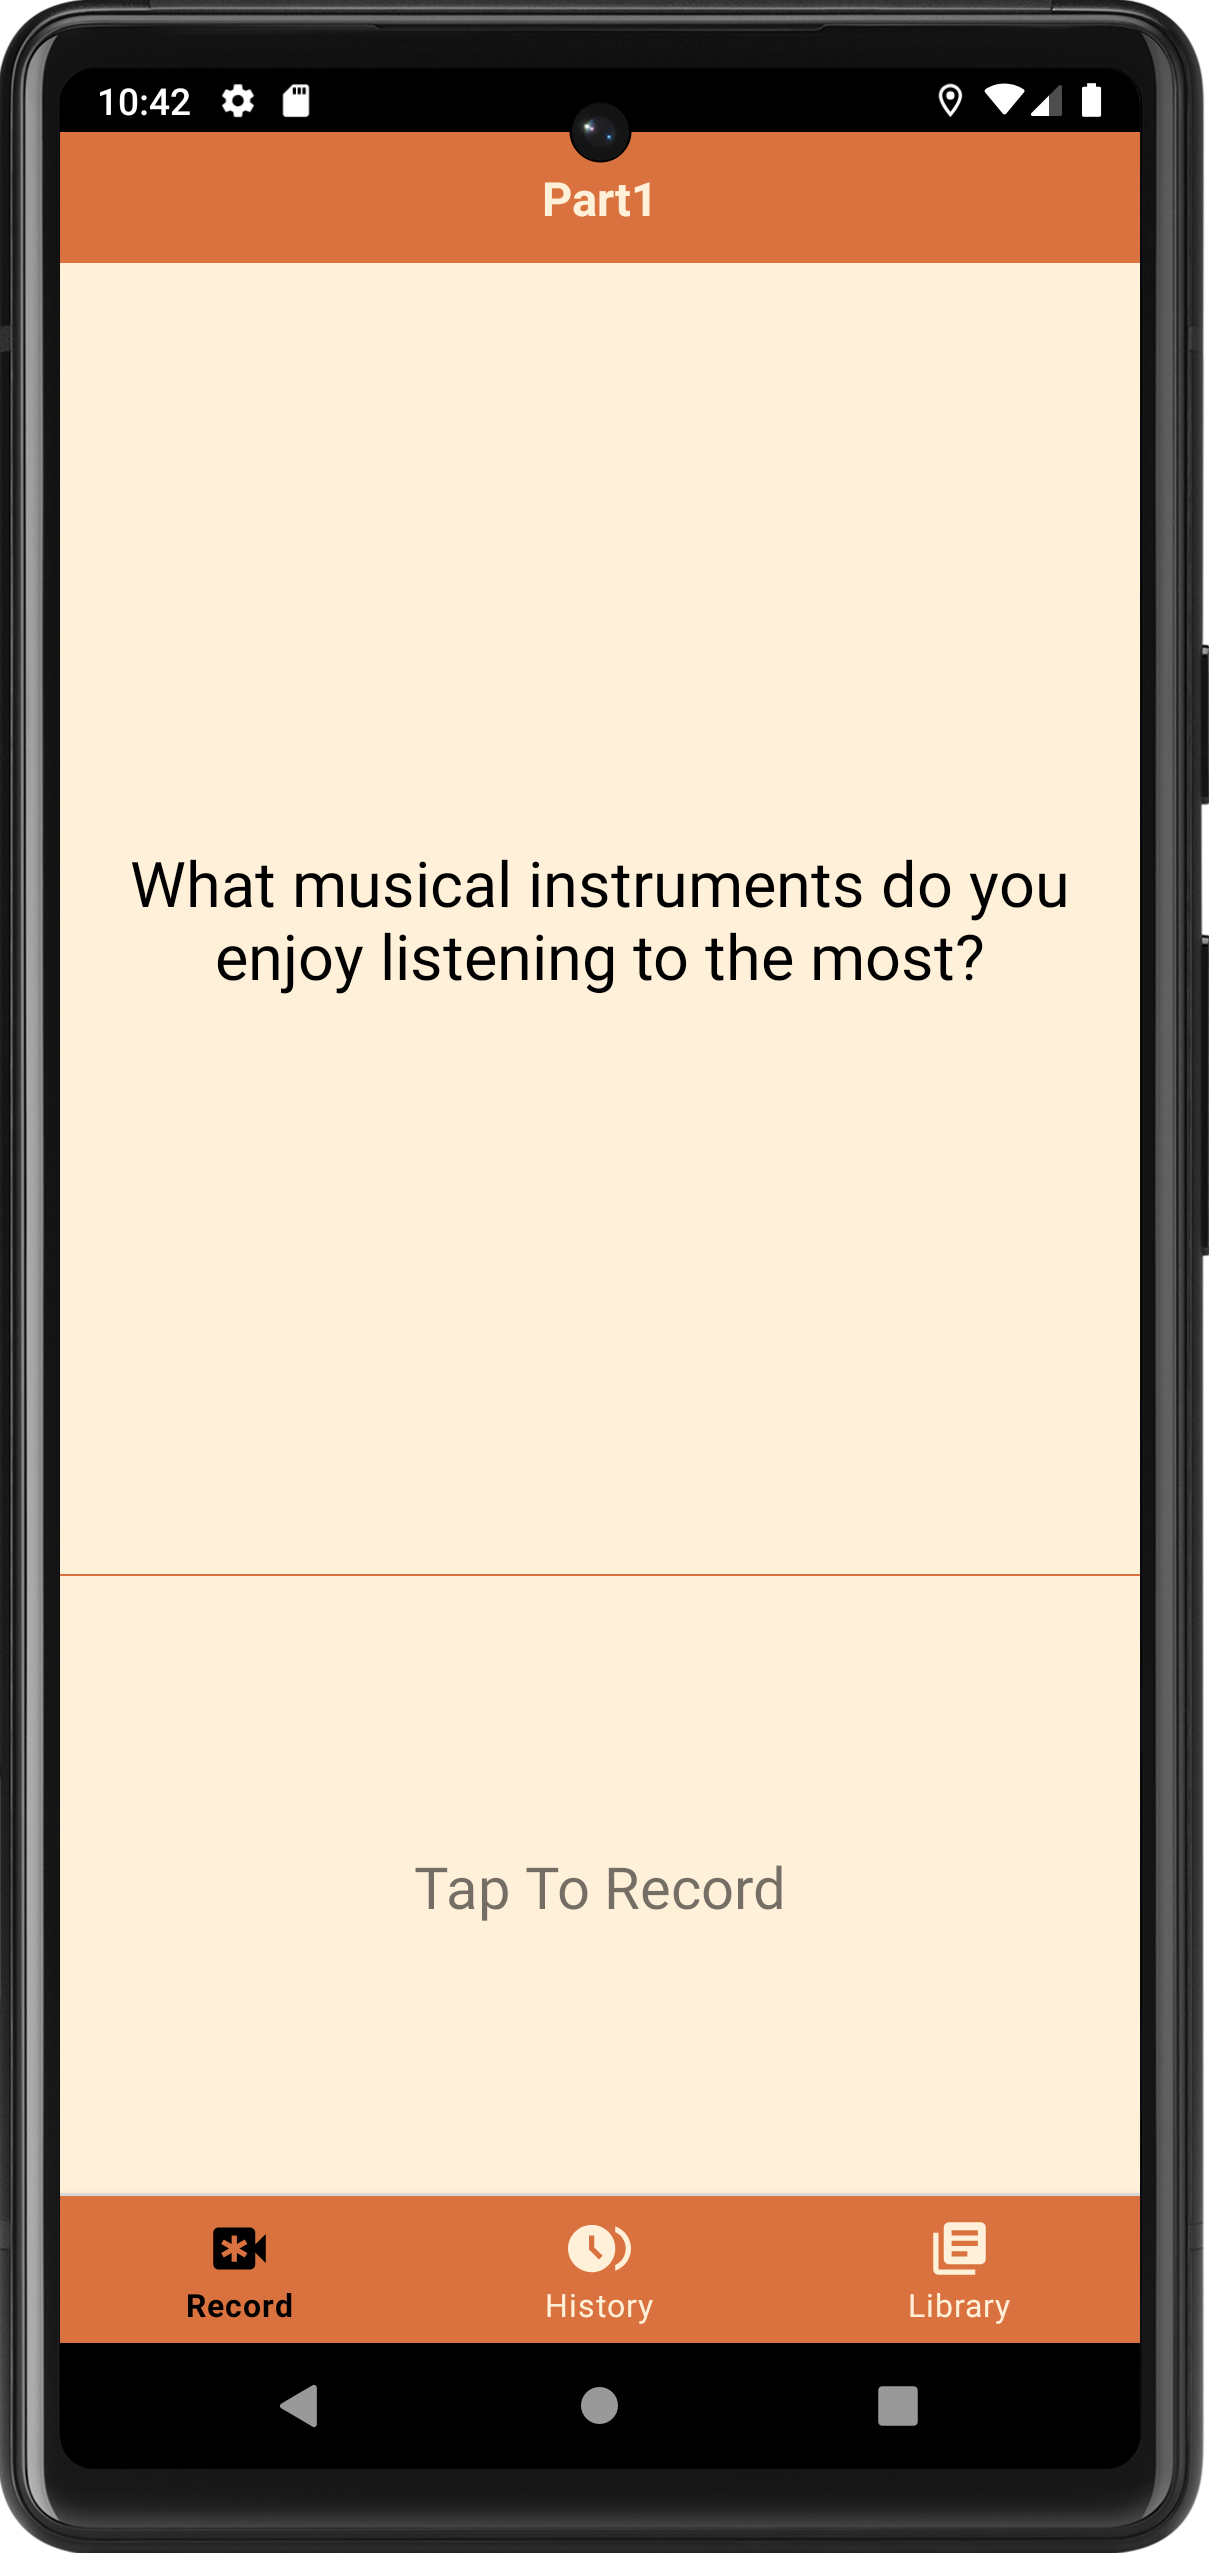 10:42
Part1
What musical instruments do you
enjoy listening to the most?
Tap To Record
Record
History
Library